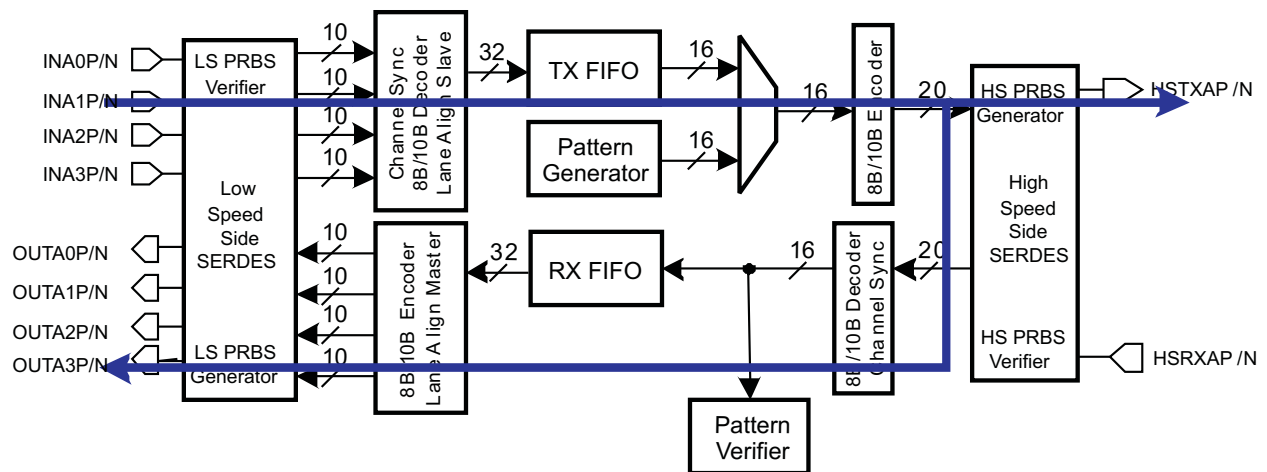 INA0P/N
INA1P/N
INA2P/N
INA3P/N
OUTA0P/N
OUTA1P/N
OUTA2P/N
OUTA3P/N
LS PRBS
Verifier
Low
Speed
Side
SERDES
LS PRBS
Generator
10
10
10
10
10
10
10
10
Channel Sync
8B/10B Decoder
Lane Align Slave
8B/10B Encoder
Lane Align Master
32
TX FIFO
16
Pattern
Generator
16
16
8B/10B Encoder
20
32
RX FIFO
16
8B/10B Decoder
Channel Sync
20
Pattern
Verifier
HS PRBS
Generator
High
Speed
Side
SERDES
HS PRBS
Verifier
HSTXAP/N
HSRXAP/N